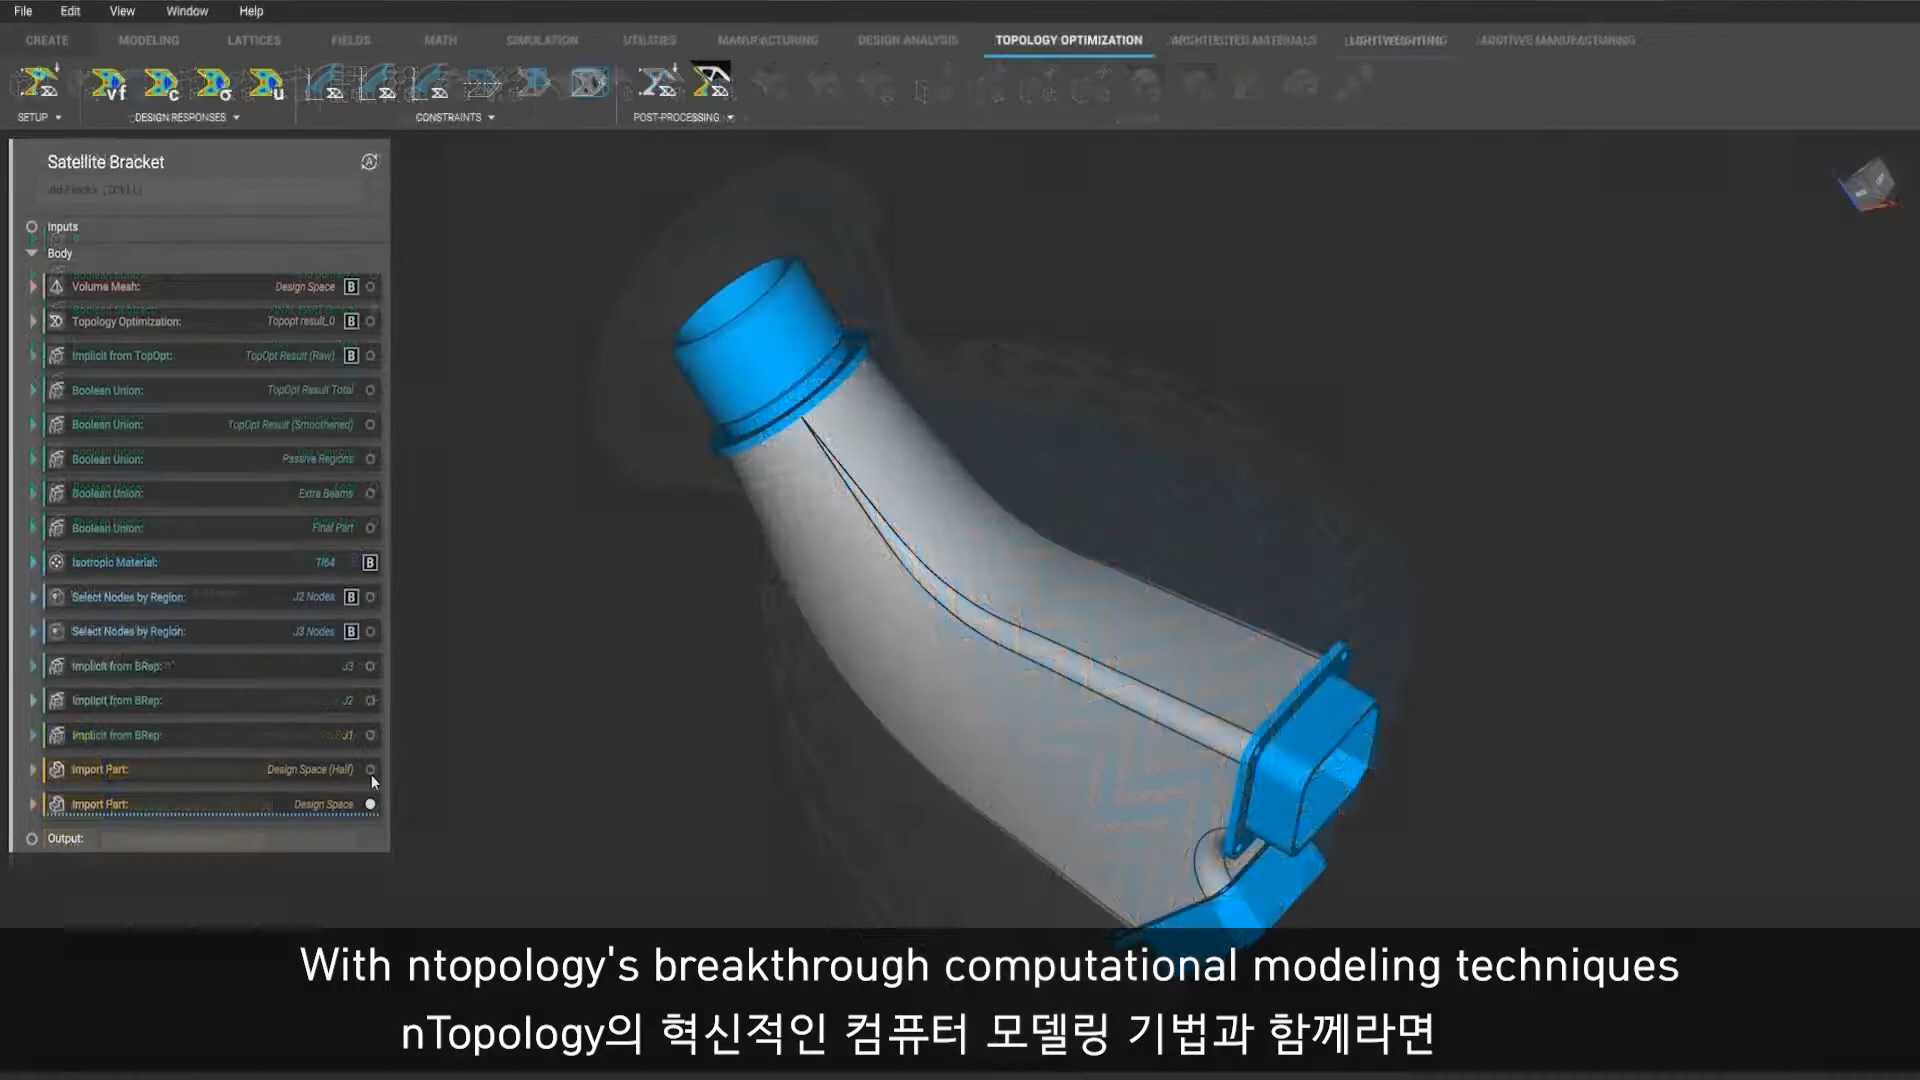 File Edit View Window Help
CREATE MODELING LATTICES FIELDS MATH SIMULATION UTILITIES MANUFACTURING DESIGN ANALYSIS TOPOLOGY OPTIMIZATION ARCHITECTED MATERIALS LIGHTWEIGHTING ADDITIVE MANUFACTURING
SETUP DESIGN RESPONSES CONSTRAINTS POST-PROCESSING
Satellite Bracket
Inputs
Body
Volume Mesh: Design Space B
Topology Optimization: Topopt result_0 B
Implicit from TopOpt: TopOpt Result (Raw) B
Boolean Union: TopOpt Result Total
Boolean Union: TopOpt Result (Smoothened)
Boolean Union: Passive Regions
Boolean Union: Extra Beams
Boolean Union: Final Part
Isotropic Material: Ti64 B
Select Nodes by Region: J2 Nodes B
Select Nodes by Region: J3 Nodes B
Implicit from BRep: J3
Implicit from BRep: J2
Implicit from BRep: J1
Import Part: Design Space (Half)
Import Part: Design Space
Output:
With ntopology's breakthrough computational modeling techniques
nTopology의 혁신적인 컴퓨터 모델링 기법과 함께라면